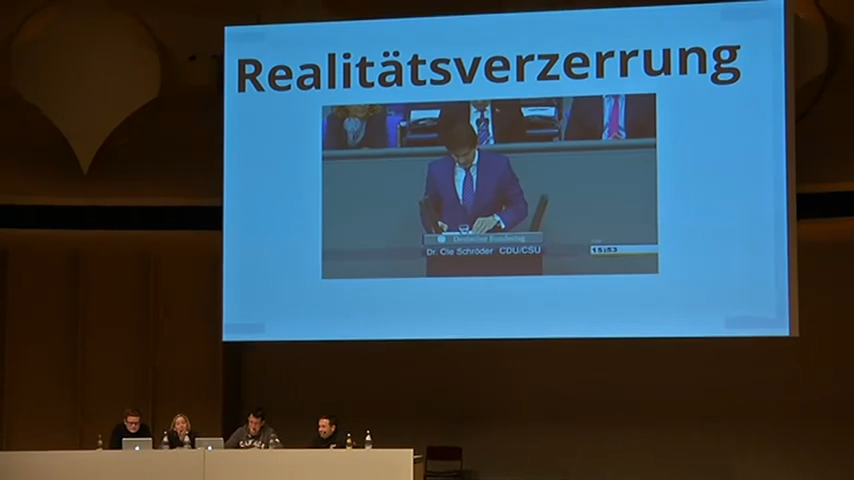 Realitätsverzerrung
Deutscher Bundestag
Dr. Ole Schröder CDU/CSU
15:53